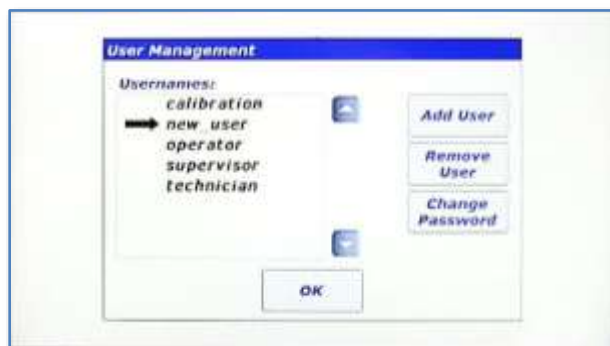 User Management
Usernames:
calibration
new_user
operator
supervisor
technician
Add User
Remove
User
Change
Password
OK